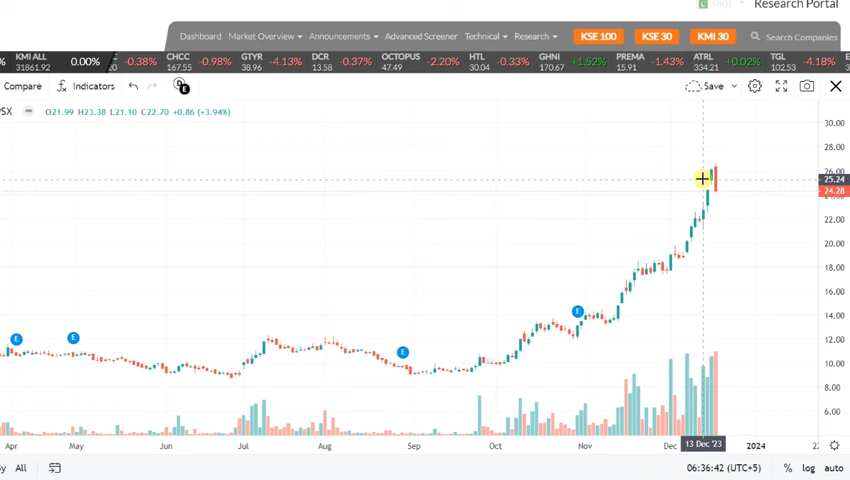 PKR Research Portal
Dashboard Market Overview Announcements Advanced Screener Technical Research KSE 100 KSE 30 KMI 30 Search Companies
ALL KMI ALL 0.00% -0.38% CHCC -0.98% GTYR -4.13% DCR -0.37% OCTOPUS -2.20% HTL -0.33% GHNI +1.52% PREMA -1.43% ATRL +0.02% TGL -4.18%
31861.92 167.55 38.96 13.58 47.49 30.04 170.67 15.91 334.21 102.53
Compare Indicators E Save
PSX O21.99 H23.38 L21.10 C22.70 +0.86 (+3.94%)
30.00
28.00
26.00
25.24
24.28
22.00
20.00
18.00
16.00
14.00
12.00
10.00
8.00
6.00
E
E
E
E
Apr May Jun Jul Aug Sep Oct Nov Dec 13 Dec '23 2024
All 06:36:42 (UTC+5) % log auto